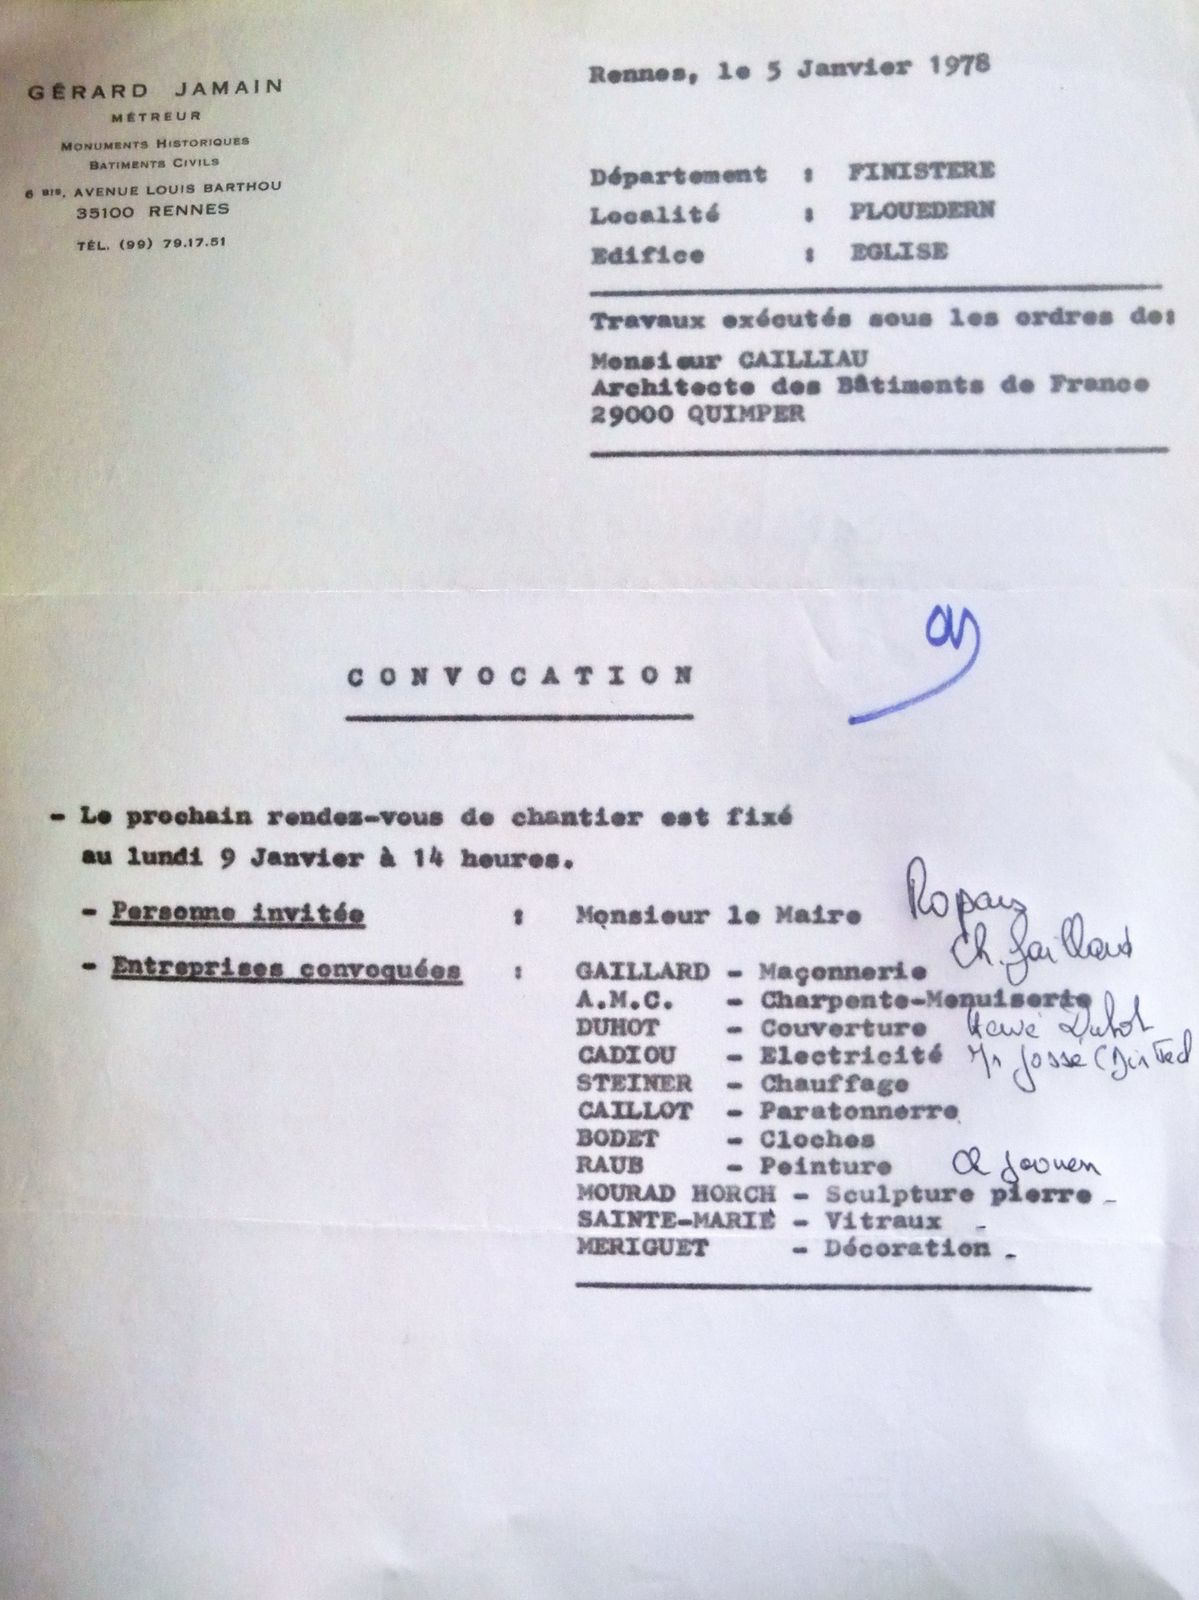 GÉRARD JAMAIN
MÉTREUR
MONUMENTS HISTORIQUES
BATIMENTS CIVILS
6 BIS, AVENUE LOUIS BARTHOU
35100 RENNES
TÉL. (99) 79.17.51
Rennes, le 5 Janvier 1978
Département : FINISTERE
Localité : PLOUEDERN
Edifice : EGLISE
Travaux exécutés sous les ordres de:
Monsieur CAILLIAU
Architecte des Bâtiments de France
29000 QUIMPER
CONVOCATION
- Le prochain rendez-vous de chantier est fixé
au lundi 9 Janvier à 14 heures.
- Personne invitée : Monsieur le Maire Ropars
- Entreprises convoquées : GAILLARD - Maçonnerie Ch. Gaillard
A.M.C. - Charpente-Menuiserie
DUHOT - Couverture Hervé Duhot
CADIOU - Electricité Mr Josse (Dir Tech
STEINER - Chauffage
CAILLOT - Paratonnerre
BODET - Cloches
RAUB - Peinture Jaouen
MOURAD HORCH - Sculpture pierre -
SAINTE-MARIE - Vitraux -
MERIGUET - Décoration -